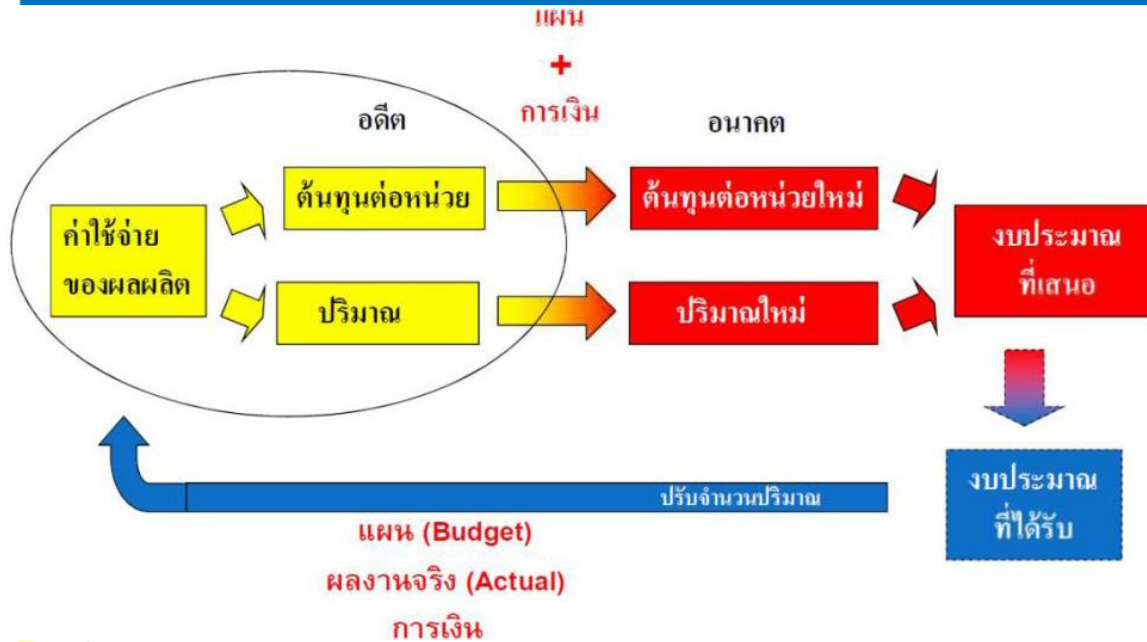 แผน
+
การเงิน
อดีต
อนาคต
ต้นทุนต่อหน่วย
ต้นทุนต่อหน่วยใหม่
ค่าใช้จ่าย
ของผลผลิต
งบประมาณ
ที่เสนอ
ปริมาณ
ปริมาณใหม่
งบประมาณ
ที่ได้รับ
ปรับจำนวนปริมาณ
แผน (Budget)
ผลงานจริง (Actual)
การเงิน